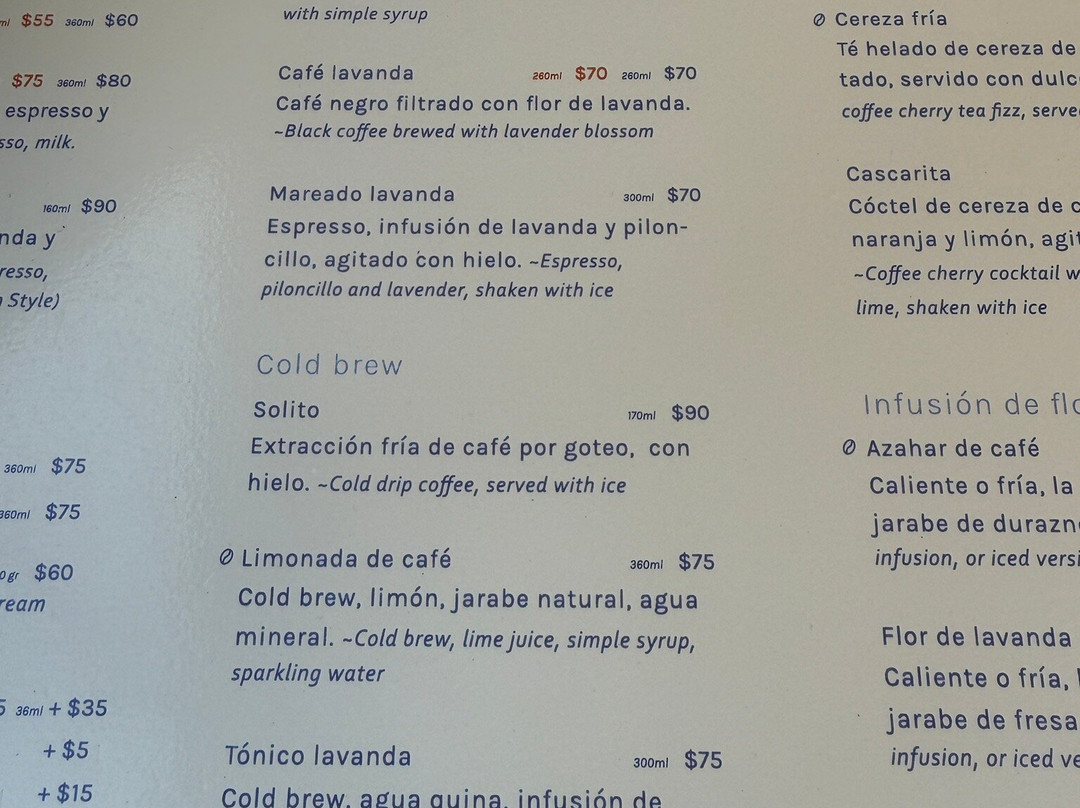 $55 360ml $60
$75 360ml $80
espresso y
sso, milk.
160ml $90
nda y
resso,
Style)
360ml $75
360ml $75
gr $60
ream
36ml + $35
+ $5
+ $15
with simple syrup
Café lavanda 260ml $70 260ml $70
Café negro filtrado con flor de lavanda.
~Black coffee brewed with lavender blossom
Mareado lavanda 300ml $70
Espresso, infusión de lavanda y pilon-
cillo, agitado con hielo. ~Espresso,
piloncillo and lavender, shaken with ice
Cold brew
Solito 170ml $90
Extracción fría de café por goteo, con
hielo. ~Cold drip coffee, served with ice
Limonada de café 360ml $75
Cold brew, limón, jarabe natural, agua
mineral. ~Cold brew, lime juice, simple syrup,
sparkling water
Tónico lavanda 300ml $75
Cold brew, agua quina, infusión de
Cereza fría
Té helado de cereza de
tado, servido con dulc
coffee cherry tea fizz, serve
Cascarita
Cóctel de cereza de c
naranja y limón, agit
~Coffee cherry cocktail w
lime, shaken with ice
Infusión de flo
Azahar de café
Caliente o fría, la
jarabe de durazn
infusion, or iced versi
Flor de lavanda
Caliente o fría, l
jarabe de fresa
infusion, or iced ve